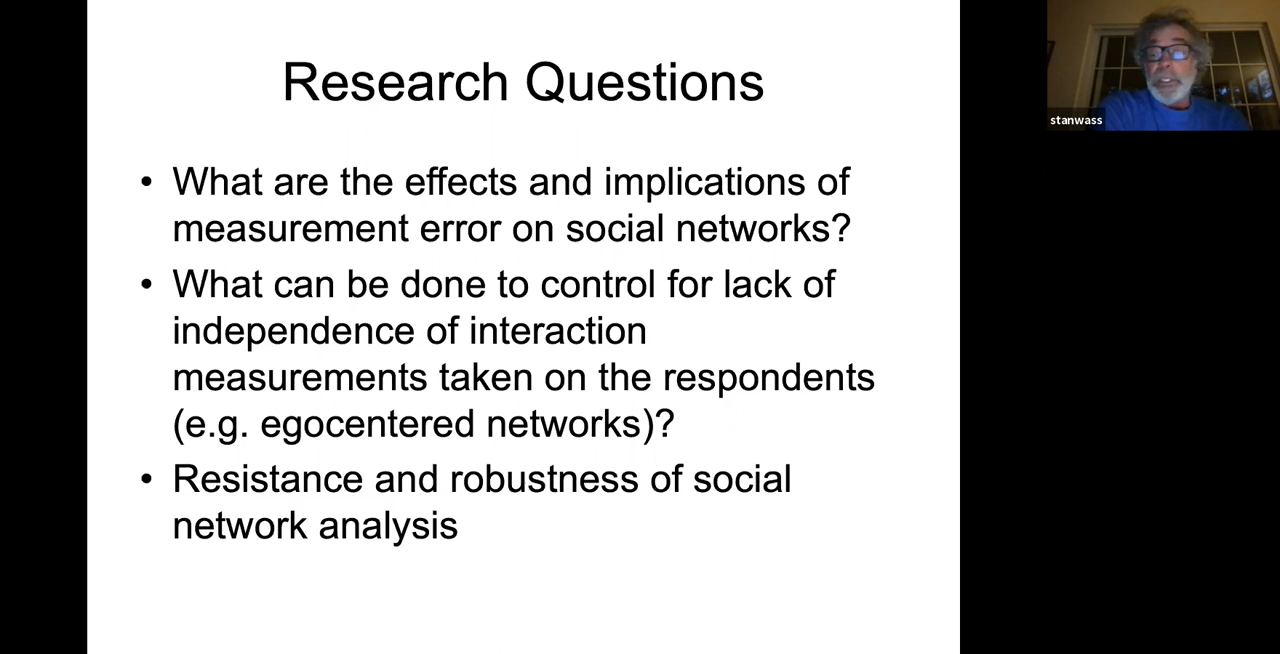 Research Questions
• What are the effects and implications of
measurement error on social networks?
• What can be done to control for lack of
independence of interaction
measurements taken on the respondents
(e.g. egocentered networks)?
• Resistance and robustness of social
network analysis
stanwass